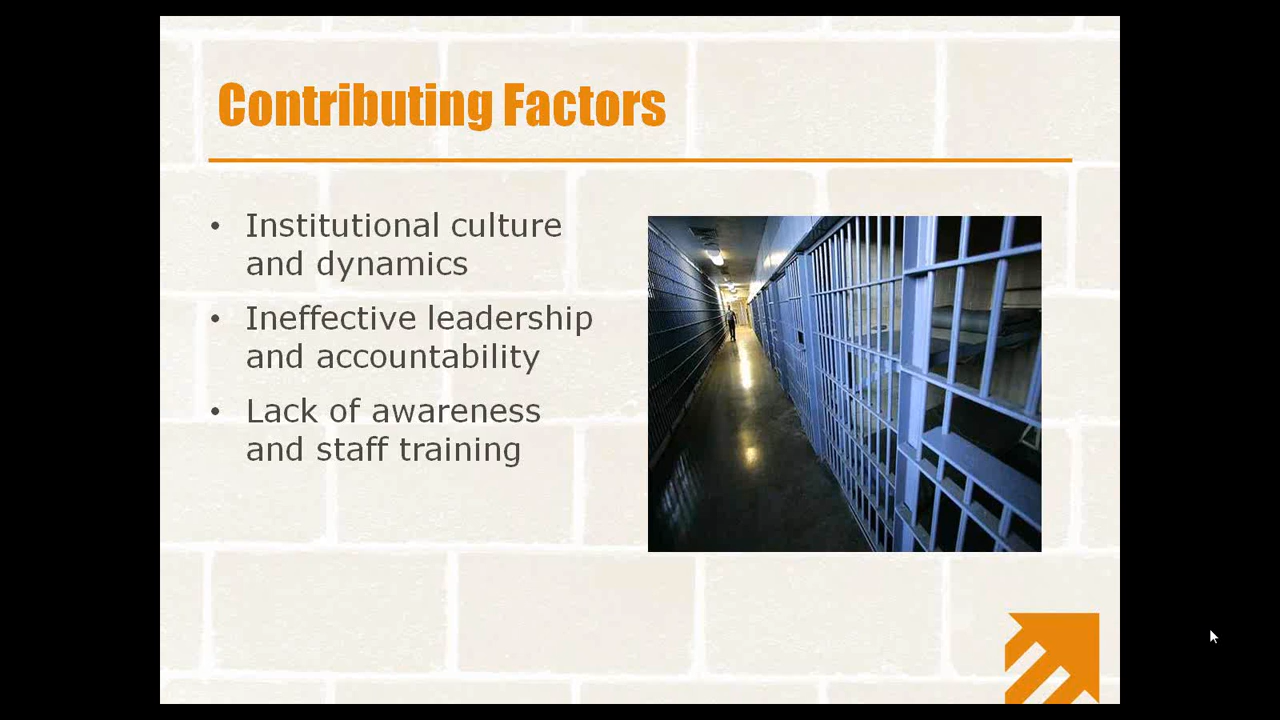 Contributing Factors
• Institutional culture
and dynamics
• Ineffective leadership
and accountability
• Lack of awareness
and staff training